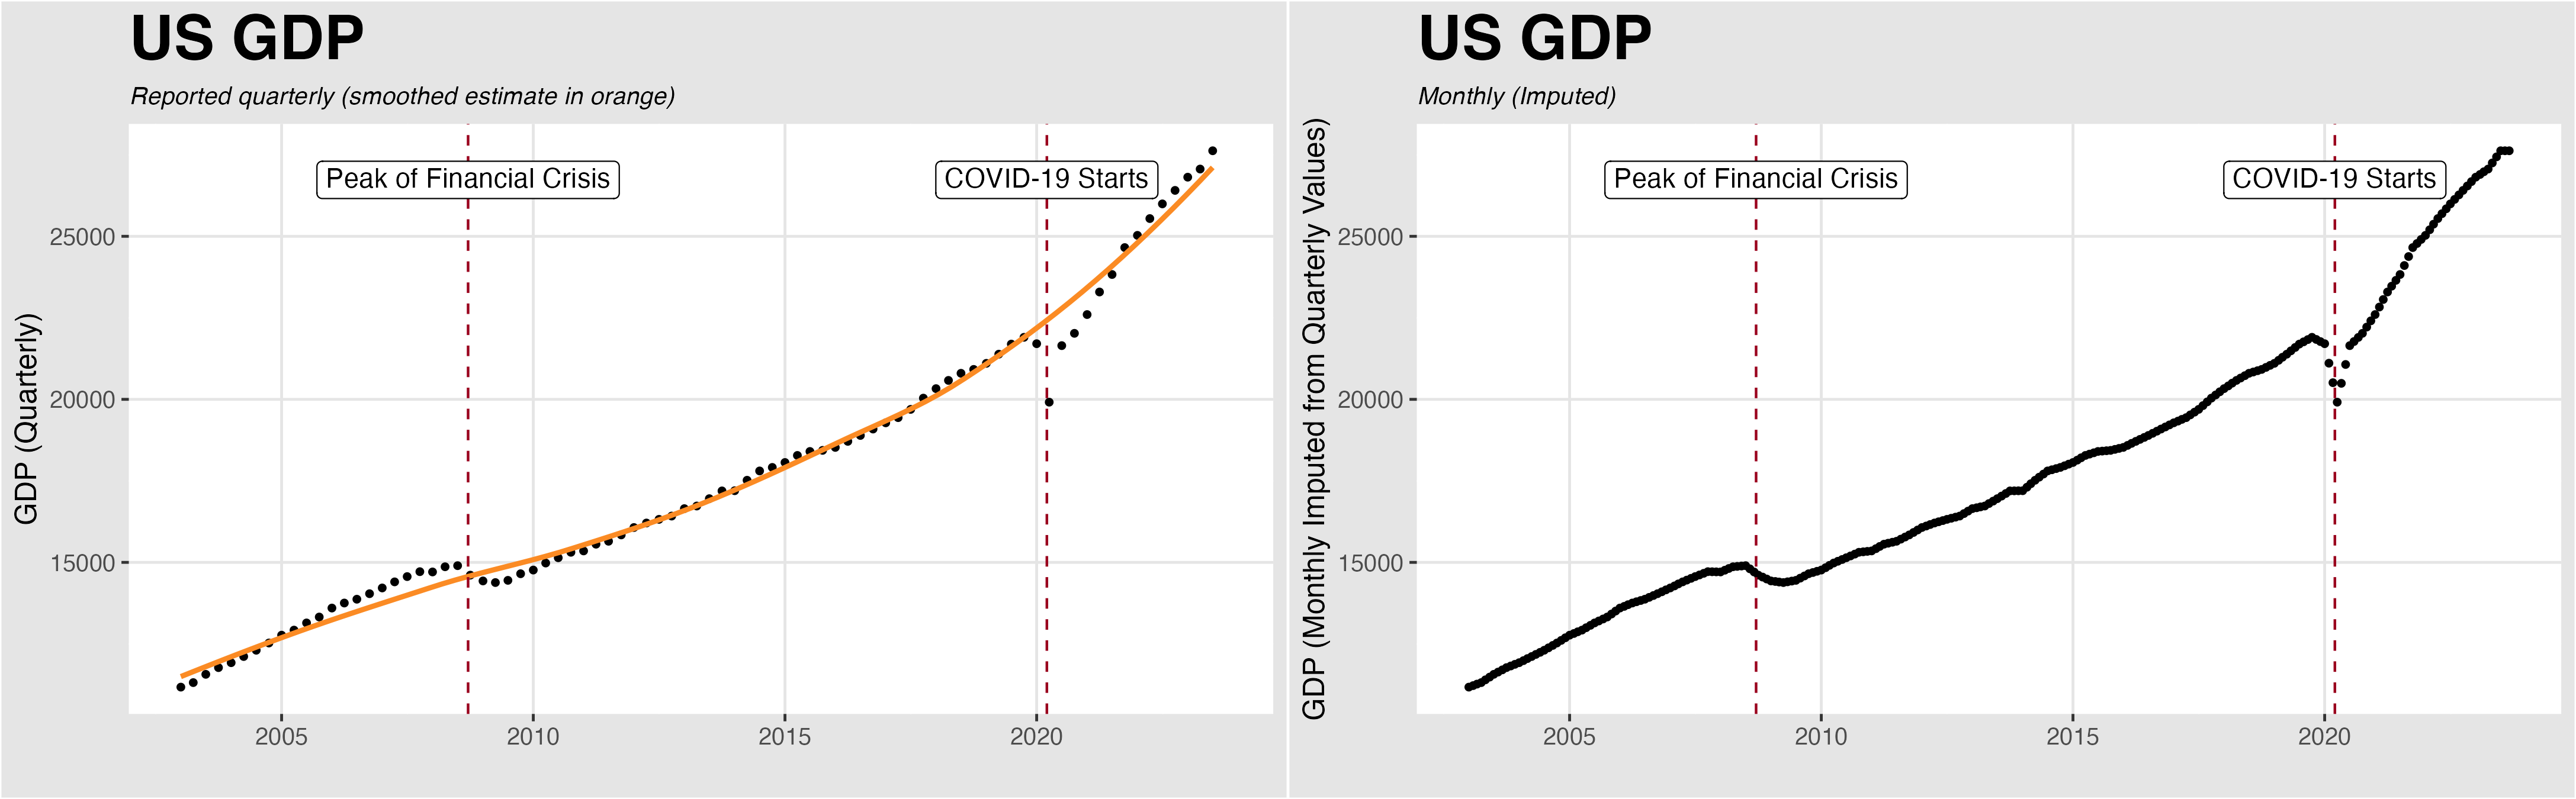 US GDP
Reported quarterly (smoothed estimate in orange)
GDP (Quarterly)
Peak of Financial Crisis
COVID-19 Starts
25000
20000
15000
2005
2010
2015
2020
US GDP
Monthly (Imputed)
GDP (Monthly Imputed from Quarterly Values)
Peak of Financial Crisis
COVID-19 Starts
25000
20000
15000
2005
2010
2015
2020